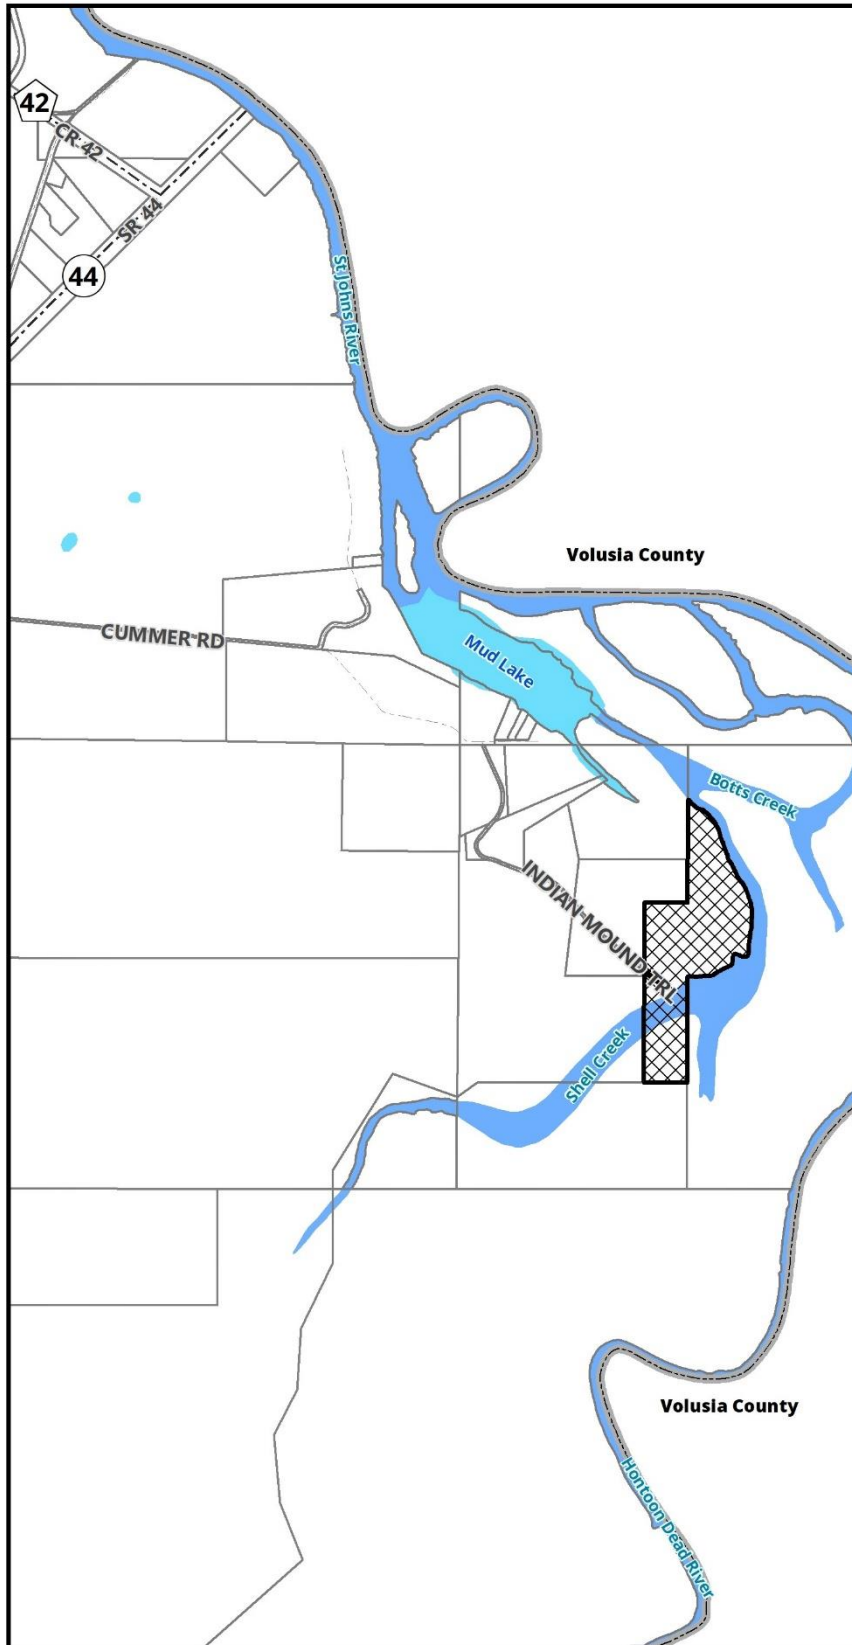 42
CR 42
SR 44
44
St Johns River
Volusia County
CUMMER RD
Mud Lake
Botts Creek
INDIAN MOUND TRL
Shell Creek
Volusia County
Hontoon Dead River